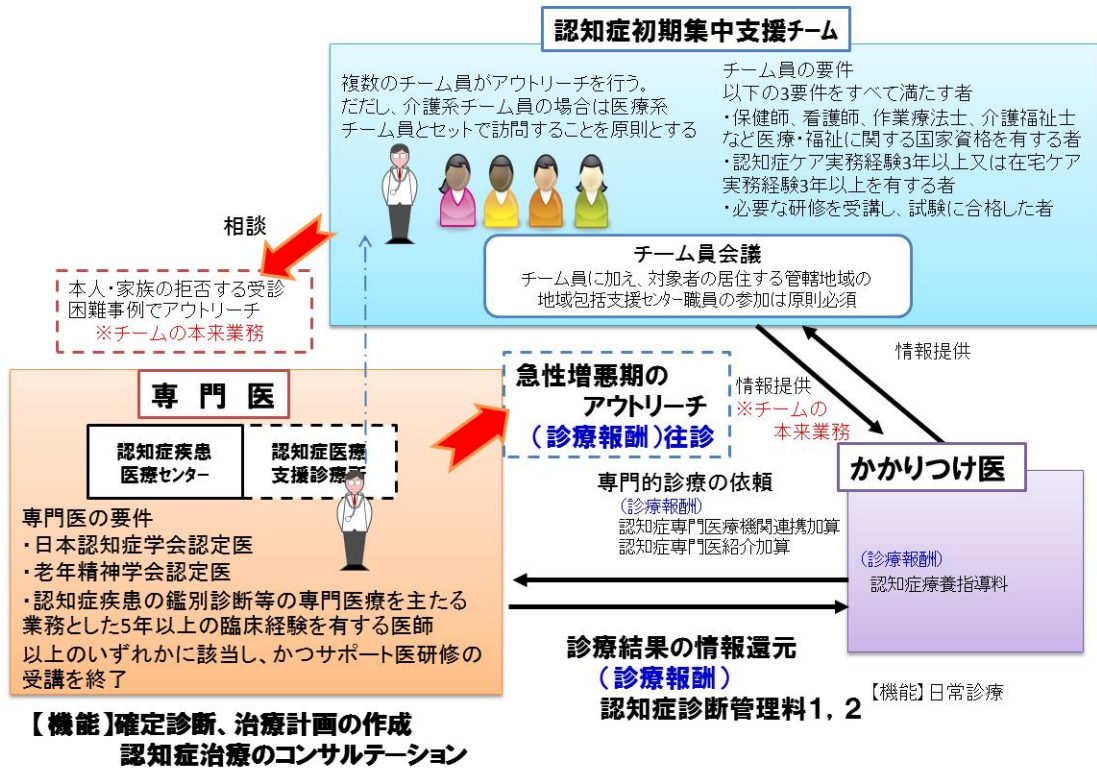 認知症初期集中支援チーム
複数のチーム員がアウトリーチを行う。
だだし、介護系チーム員の場合は医療系
チーム員とセットで訪問することを原則とする
チーム員の要件
以下の3要件をすべて満たす者
・保健師、看護師、作業療法士、介護福祉士
など医療・福祉に関する国家資格を有する者
・認知症ケア実務経験3年以上又は在宅ケア
実務経験3年以上を有する者
・必要な研修を受講し、試験に合格した者
チーム員会議
チーム員に加え、対象者の居住する管轄地域の
地域包括支援センター職員の参加は原則必須
相談
本人・家族の拒否する受診
困難事例でアウトリーチ
※チームの本来業務
専門医
認知症疾患
医療センター
認知症医療
支援診療所
専門医の要件
・日本認知症学会認定医
・老年精神学会認定医
・認知症疾患の鑑別診断等の専門医療を主たる
業務とした5年以上の臨床経験を有する医師
以上のいずれかに該当し、かつサポート医研修の
受講を終了
【機能】確定診断、治療計画の作成
認知症治療のコンサルテーション
急性増悪期の
アウトリーチ
(診療報酬)往診
情報提供
※チームの
本来業務
情報提供
かかりつけ医
(診療報酬)
認知症療養指導料
【機能】日常診療
専門的診療の依頼
(診療報酬)
認知症専門医療機関連携加算
認知症専門医紹介加算
診療結果の情報還元
(診療報酬)
認知症診断管理料1，2